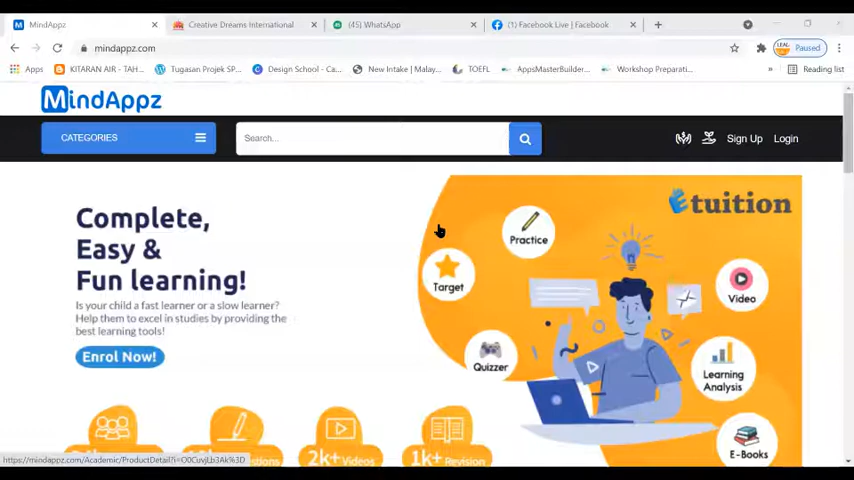 MindAppz
Creative Dreams International
(45) WhatsApp
(1) Facebook Live | Facebook
mindappz.com
Paused
Apps
KITARAN AIR - TAH...
Tugasan Projek SP...
Design School - Ca...
New Intake | Malay...
TOEFL
AppsMasterBuilder...
Workshop Preparati...
»
Reading list
MindAppz
CATEGORIES
Search...
Sign Up
Login
Complete,
Easy &
Fun learning!
Is your child a fast learner or a slow learner?
Help them to excel in studies by providing the
best learning tools!
Enrol Now!
Etuition
Practice
Target
Video
Quizzer
Learning
Analysis
E-Books
2k+Videos
1k+ Revision
https://mindappz.com/Academic/ProductDetail?i=O0CuvjLb3Ak%3D